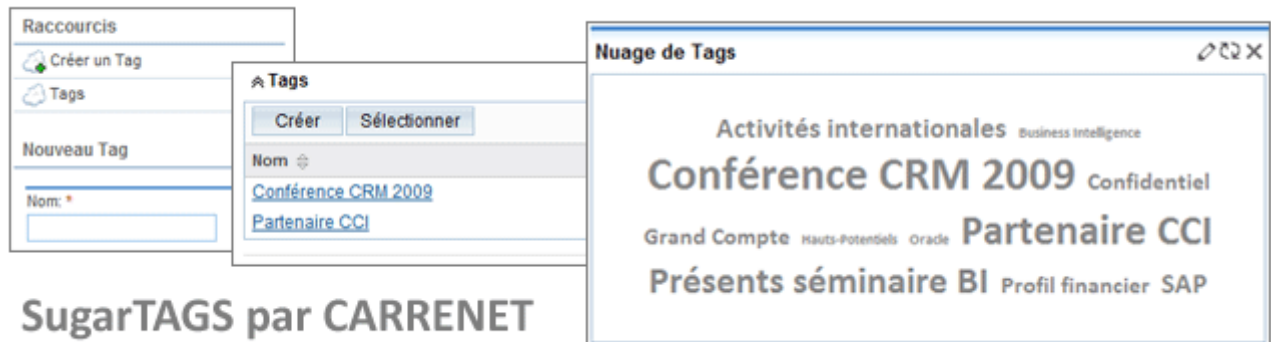 Raccourcis
Créer un Tag
Tags
Nouveau Tag
Nom: *
Tags
Créer Sélectionner
Nom
Conférence CRM 2009
Partenaire CCI
Nuage de Tags
Activités internationales Business Intelligence
Conférence CRM 2009 Confidentiel
Grand Compte Hauts-Potentiels Oracle Partenaire CCI
Présents séminaire BI Profil financier SAP
SugarTAGS par CARRENET